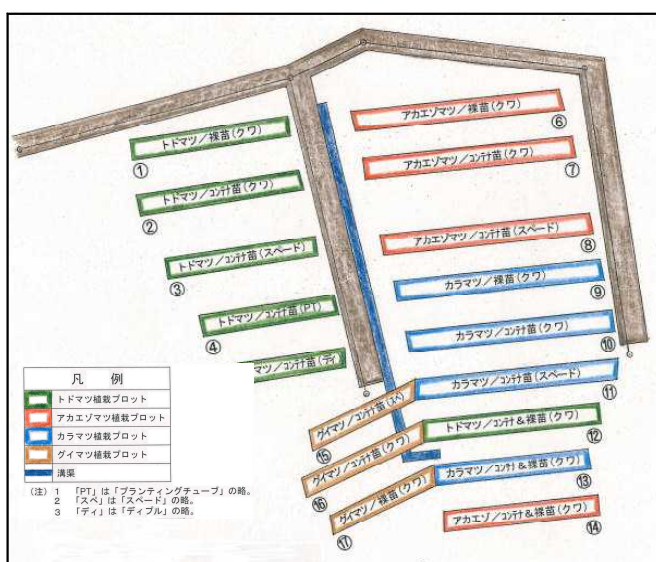 トドマツ／裸苗(クワ)
①
トドマツ／コンテナ苗(クワ)
②
トドマツ／コンテナ苗(スペード)
③
トドマツ／コンテナ苗(PT)
④
マツ／コンテナ苗(ディ
アカエゾマツ／裸苗(クワ)
⑥
アカエゾマツ／コンテナ苗(クワ)
⑦
アカエゾマツ／コンテナ苗(スペード)
⑧
カラマツ／裸苗(クワ)
⑨
カラマツ／コンテナ苗(クワ)
⑩
カラマツ／コンテナ苗(スペード)
⑪
トドマツ／コンテナ&裸苗(クワ)
⑫
カラマツ／コンテナ&裸苗(クワ)
⑬
アカエゾ／コンテナ&裸苗(クワ)
⑭
グイマツ／コンテナ苗(スペ)
⑮
グイマツ／コンテナ苗(クワ)
⑯
グイマツ／裸苗(クワ)
⑰
凡 例
トドマツ植栽プロット
アカエゾマツ植栽プロット
カラマツ植栽プロット
グイマツ植栽プロット
溝渠
(注) 1 「PT」は「プランティングチューブ」の略。
2 「スペ」は「スペード」の略。
3 「ディ」は「ディブル」の略。